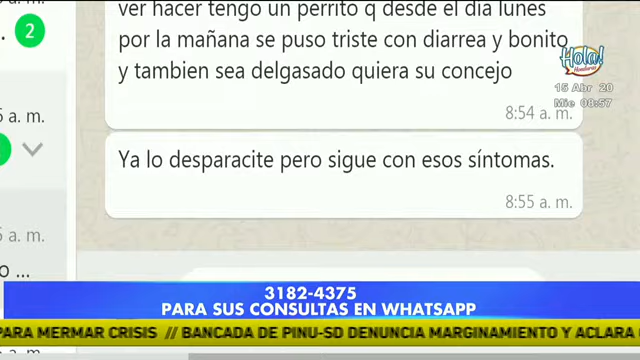 ver hacer tengo un perrito q desde el dia lunes
por la mañana se puso triste con diarrea y bonito
y tambien sea delgasado quiera su concejo
8:54 a. m.
Ya lo desparacite pero sigue con esos síntomas.
8:55 a. m.
2
a. m.
a. m.
o ...
Hola!
Honduras
15 Abr 20
Mie 08:57
3182-4375
PARA SUS CONSULTAS EN WHATSAPP
PARA MERMAR CRISIS // BANCADA DE PINU-SD DENUNCIA MARGINAMIENTO Y ACLARA